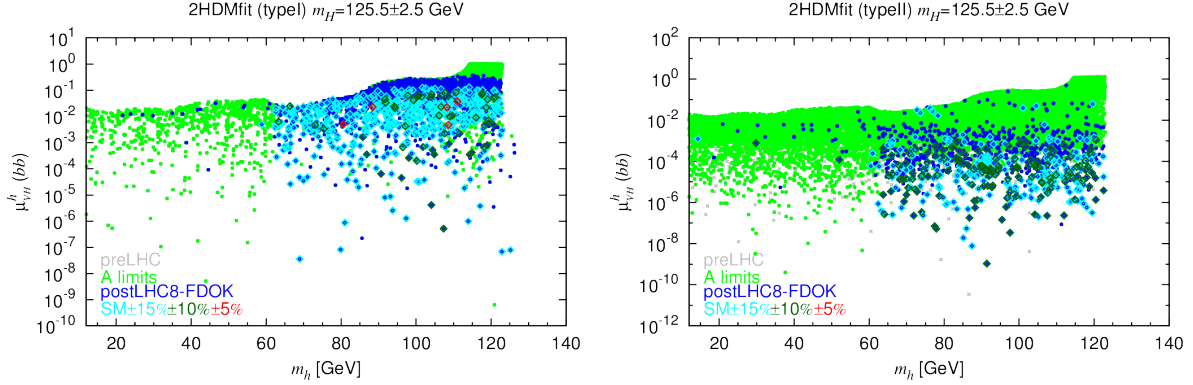 2HDMfit (typeI) m_H=125.5±2.5 GeV
10^1
10^0
10^-1
10^-2
10^-3
10^-4
10^-5
10^-6
10^-7
10^-8
10^-9
10^-10
μ^h_VH (bb)
preLHC
A limits
postLHC8-FDOK
SM±15%±10%±5%
20 40 60 80 100 120 140
m_h [GeV]
2HDMfit (typeII) m_H=125.5±2.5 GeV
10^2
10^0
10^-2
10^-4
10^-6
10^-8
10^-10
10^-12
μ^h_VH (bb)
preLHC
A limits
postLHC8-FDOK
SM±15%±10%±5%
20 40 60 80 100 120 140
m_h [GeV]